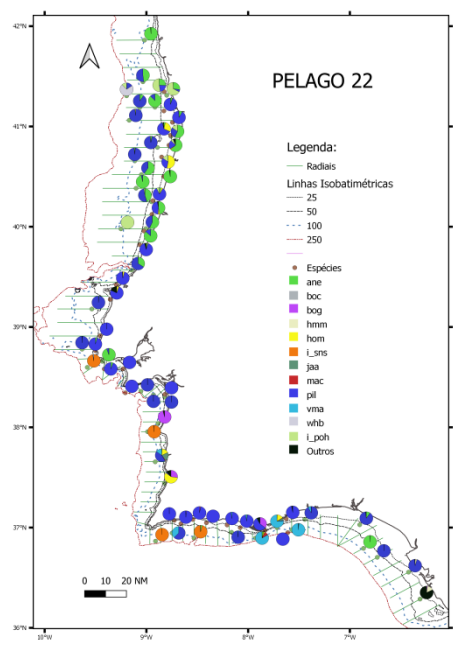 42°N
PELAGO 22
41°N
Legenda:
Radiais
Linhas Isobatimétricas
25
50
100
250
40°N
Espécies
ane
boc
bog
hmm
hom
i_sns
jaa
mac
pil
vma
whb
i_poh
Outros
39°N
38°N
37°N
0 10 20 NM
36°N
10°W 9°W 8°W 7°W